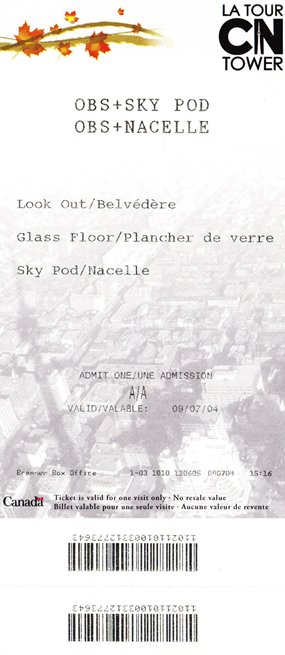 LA TOUR
CN
TOWER
OBS+SKY POD
OBS+NACELLE
Look Out/Belvédère
Glass Floor/Plancher de verre
Sky Pod/Nacelle
ADMIT ONE/UNE ADMISSION
A/A
VALID/VALABLE: 09/07/04
Bremner Box Office 1-03 1010 130605 090704 15:16
Canada
Ticket is valid for one visit only · No resale value
Billet valable pour une seule visite · Aucune valeur de revente